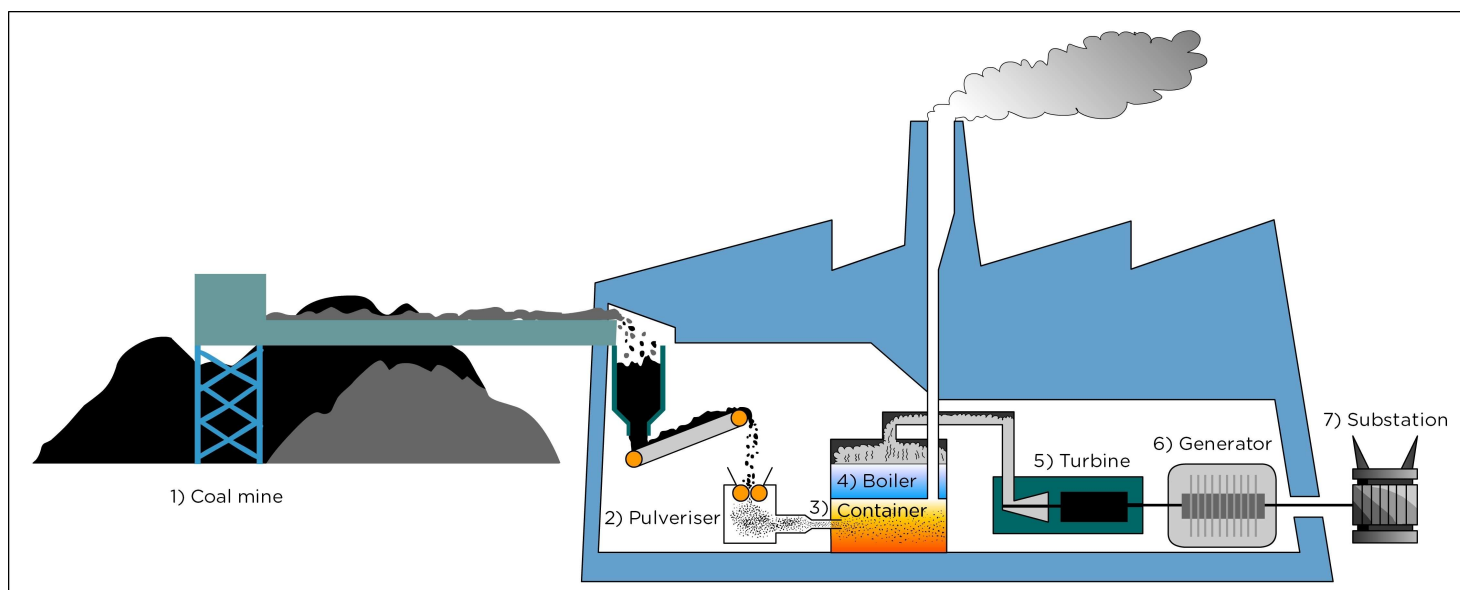 1) Coal mine
2) Pulveriser
3) Container
4) Boiler
5) Turbine
6) Generator
7) Substation